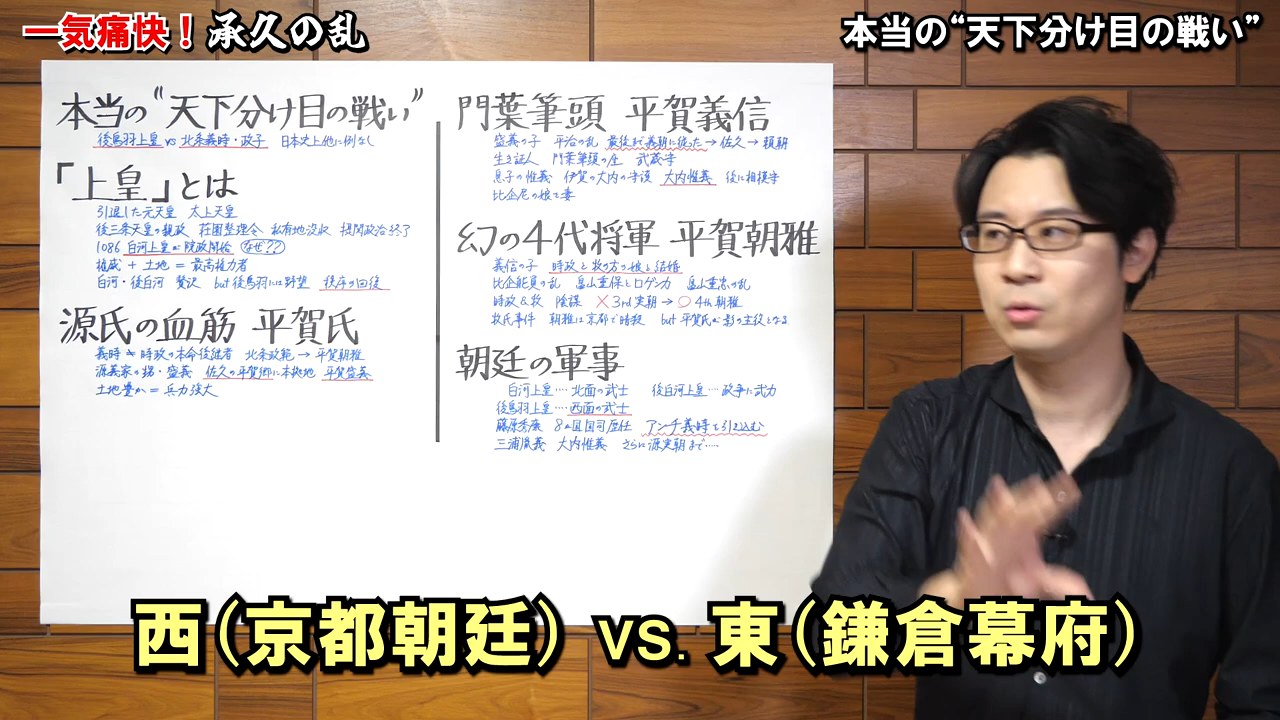 一気痛快！承久の乱
本当の“天下分け目の戦い”
本当の“天下分け目の戦い”
後鳥羽上皇 vs 北条義時・政子 日本史上他に例なし
「上皇」とは
引退した元天皇 太上天皇
後三条天皇の親政 荘園整理令 私有地没収 摂関政治終了
1086 白河上皇が院政開始 なぜ??
権威 + 土地 = 最高権力者
白河・後白河 贅沢 but 後鳥羽には野望 秩序の回復
源氏の血筋 平賀氏
義時 ≒ 時政の本命後継者 北条政範 → 平賀朝雅
源義家の甥・盛義 佐久の平賀郷に本拠地 平賀盛義
土地豊か = 兵力強大
門葉筆頭 平賀義信
盛義の子 平治の乱 最後まで義朝に従った → 佐久 → 頼朝
生き証人 門葉筆頭の座 武蔵守
息子の惟義 伊賀の大内の守護 大内惟義 後に相模守
比企尼の娘を妻
幻の4代将軍 平賀朝雅
義信の子 時政と牧の方の娘と結婚
比企能員の乱 畠山重保と口ゲンカ 畠山重忠の乱
時政&牧 陰謀 ×3rd実朝 → ○4th朝雅
牧氏事件 朝雅は京都で暗殺 but 平賀氏が影の主役となる
朝廷の軍事
白河上皇…北面の武士 後白河上皇…政争に武力
後鳥羽上皇…西面の武士
藤原秀康 8ヵ国国司歴任 アンチ義時を引き込む
三浦胤義 大内惟義 さらに源実朝まで…
西（京都朝廷） vs. 東（鎌倉幕府）